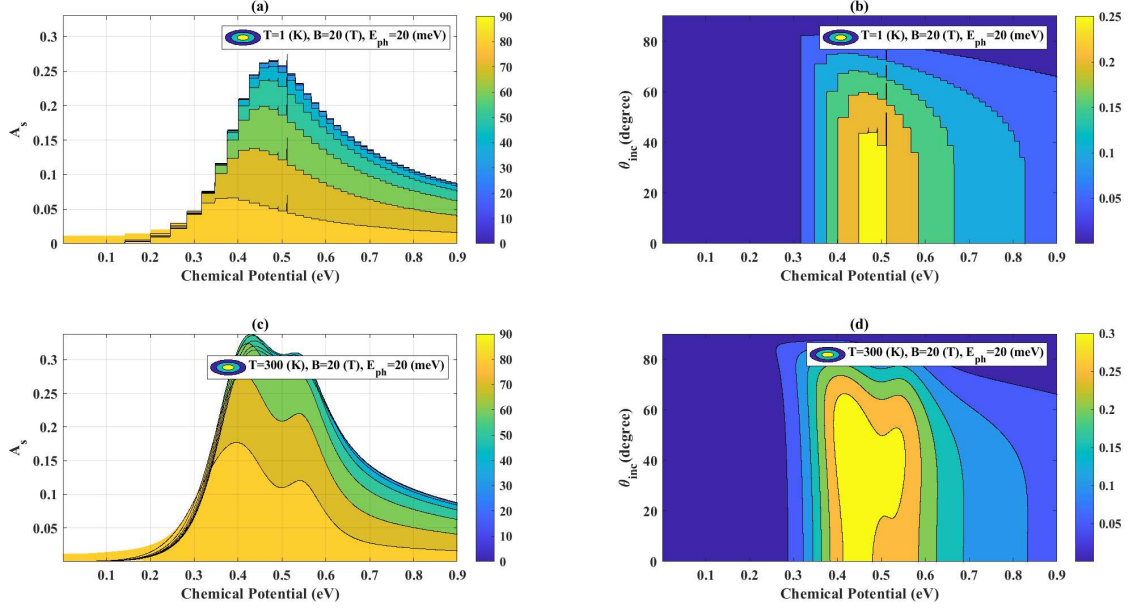 (a)
T=1 (K), B=20 (T), E_ph=20 (meV)
A_s
0.3
0.25
0.2
0.15
0.1
0.05
0
0.1 0.2 0.3 0.4 0.5 0.6 0.7 0.8 0.9
Chemical Potential (eV)
90
80
70
60
50
40
30
20
10
0
(b)
T=1 (K), B=20 (T), E_ph=20 (meV)
θ_inc(degree)
80
60
40
20
0
0.1 0.2 0.3 0.4 0.5 0.6 0.7 0.8 0.9
Chemical Potential (eV)
0.25
0.2
0.15
0.1
0.05
(c)
T=300 (K), B=20 (T), E_ph=20 (meV)
A_s
0.3
0.25
0.2
0.15
0.1
0.05
0.1 0.2 0.3 0.4 0.5 0.6 0.7 0.8 0.9
Chemical Potential (eV)
90
80
70
60
50
40
30
20
10
0
(d)
T=300 (K), B=20 (T), E_ph=20 (meV)
θ_inc(degree)
80
60
40
20
0
0.1 0.2 0.3 0.4 0.5 0.6 0.7 0.8 0.9
Chemical Potential (eV)
0.3
0.25
0.2
0.15
0.1
0.05